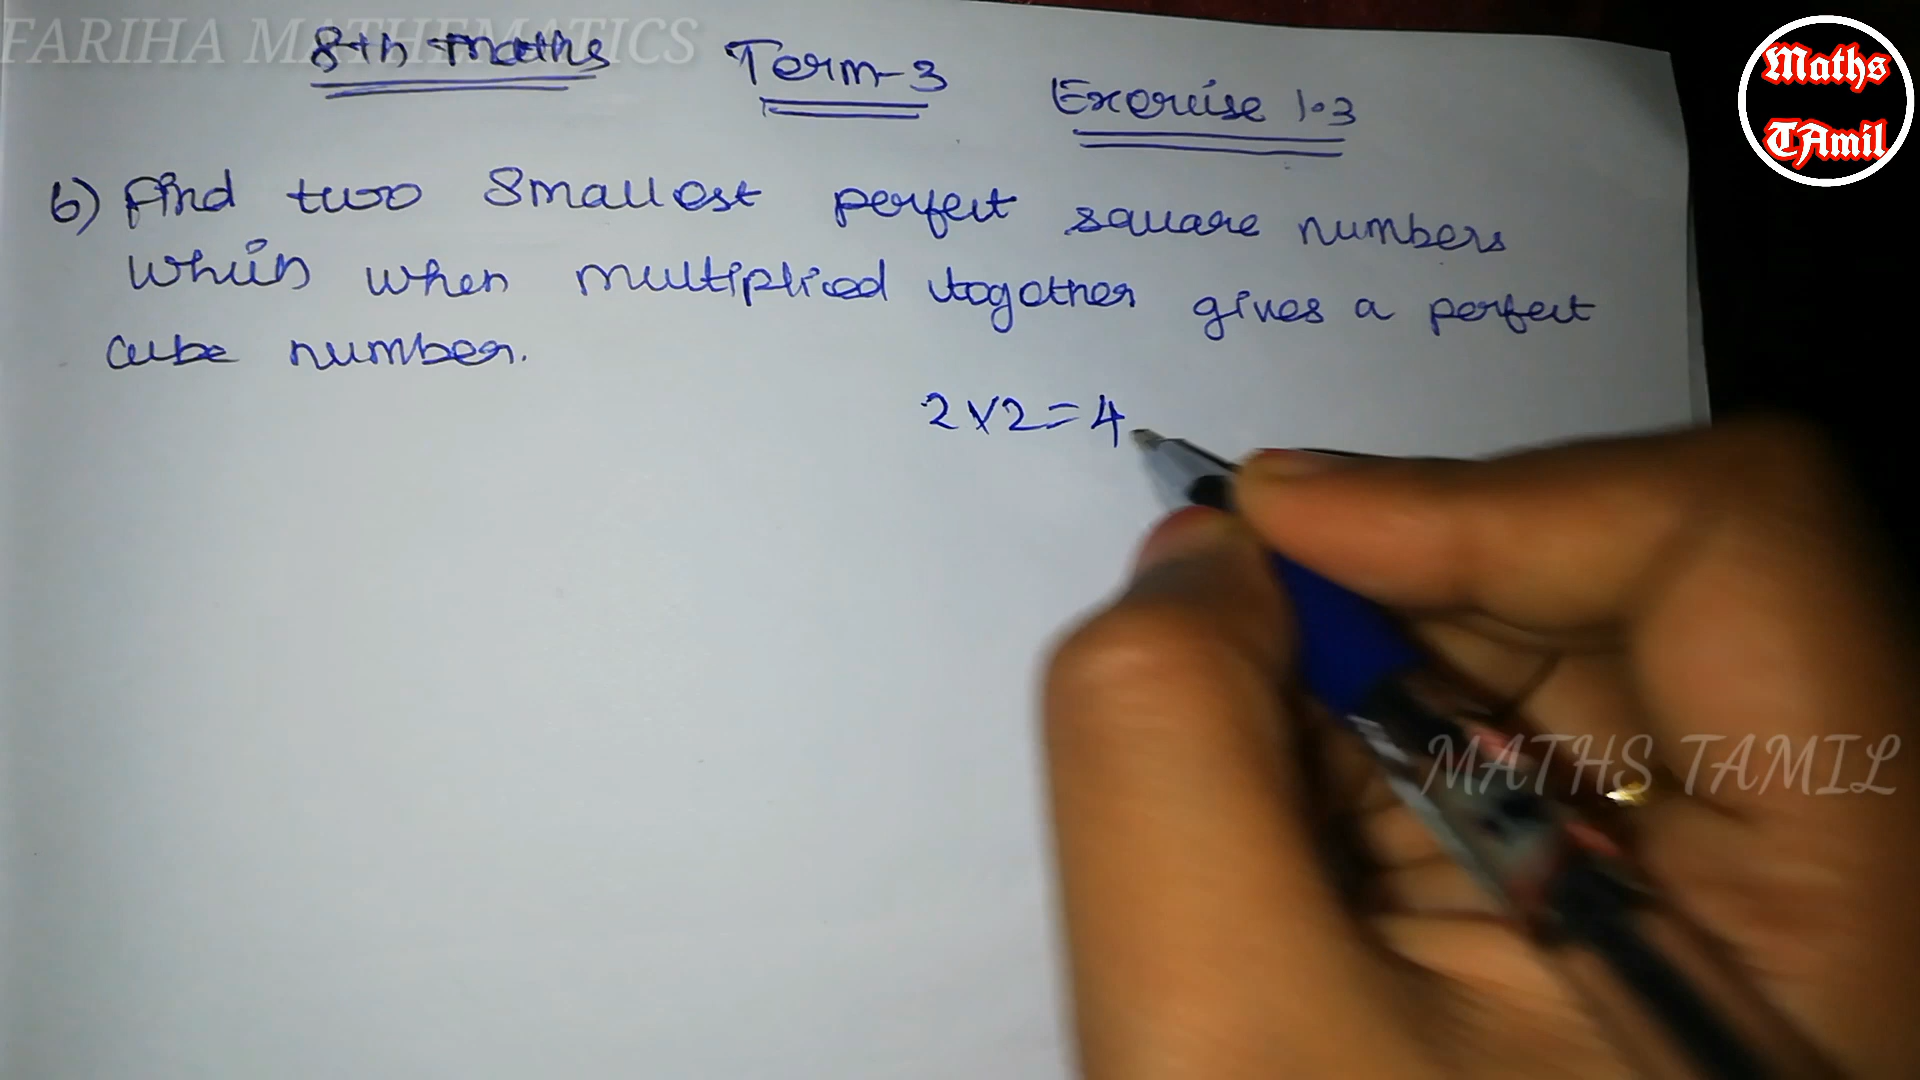 FARIHA MATHEMATICS
8th maths Term-3 Exercise 1.3
Maths
TAmil
6) Find two smallest perfect square numbers
which when multiplied together gives a perfect
cube number.
2×2=4
MATHS TAMIL